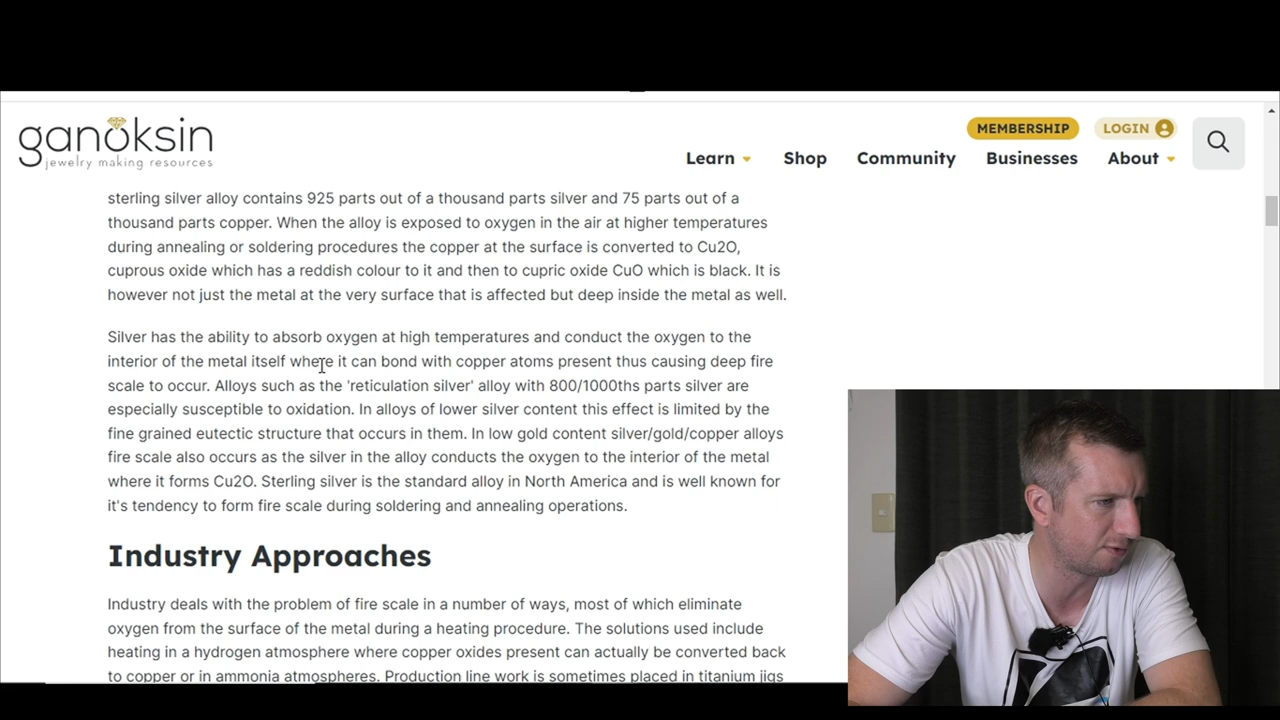 ganoksin
jewelry making resources
MEMBERSHIP
LOGIN
Learn
Shop
Community
Businesses
About
sterling silver alloy contains 925 parts out of a thousand parts silver and 75 parts out of a
thousand parts copper. When the alloy is exposed to oxygen in the air at higher temperatures
during annealing or soldering procedures the copper at the surface is converted to Cu2O,
cuprous oxide which has a reddish colour to it and then to cupric oxide CuO which is black. It is
however not just the metal at the very surface that is affected but deep inside the metal as well.
Silver has the ability to absorb oxygen at high temperatures and conduct the oxygen to the
interior of the metal itself where it can bond with copper atoms present thus causing deep fire
scale to occur. Alloys such as the 'reticulation silver' alloy with 800/1000ths parts silver are
especially susceptible to oxidation. In alloys of lower silver content this effect is limited by the
fine grained eutectic structure that occurs in them. In low gold content silver/gold/copper alloys
fire scale also occurs as the silver in the alloy conducts the oxygen to the interior of the metal
where it forms Cu2O. Sterling silver is the standard alloy in North America and is well known for
it's tendency to form fire scale during soldering and annealing operations.
Industry Approaches
Industry deals with the problem of fire scale in a number of ways, most of which eliminate
oxygen from the surface of the metal during a heating procedure. The solutions used include
heating in a hydrogen atmosphere where copper oxides present can actually be converted back
to copper or in ammonia atmospheres. Production line work is sometimes placed in titanium jigs